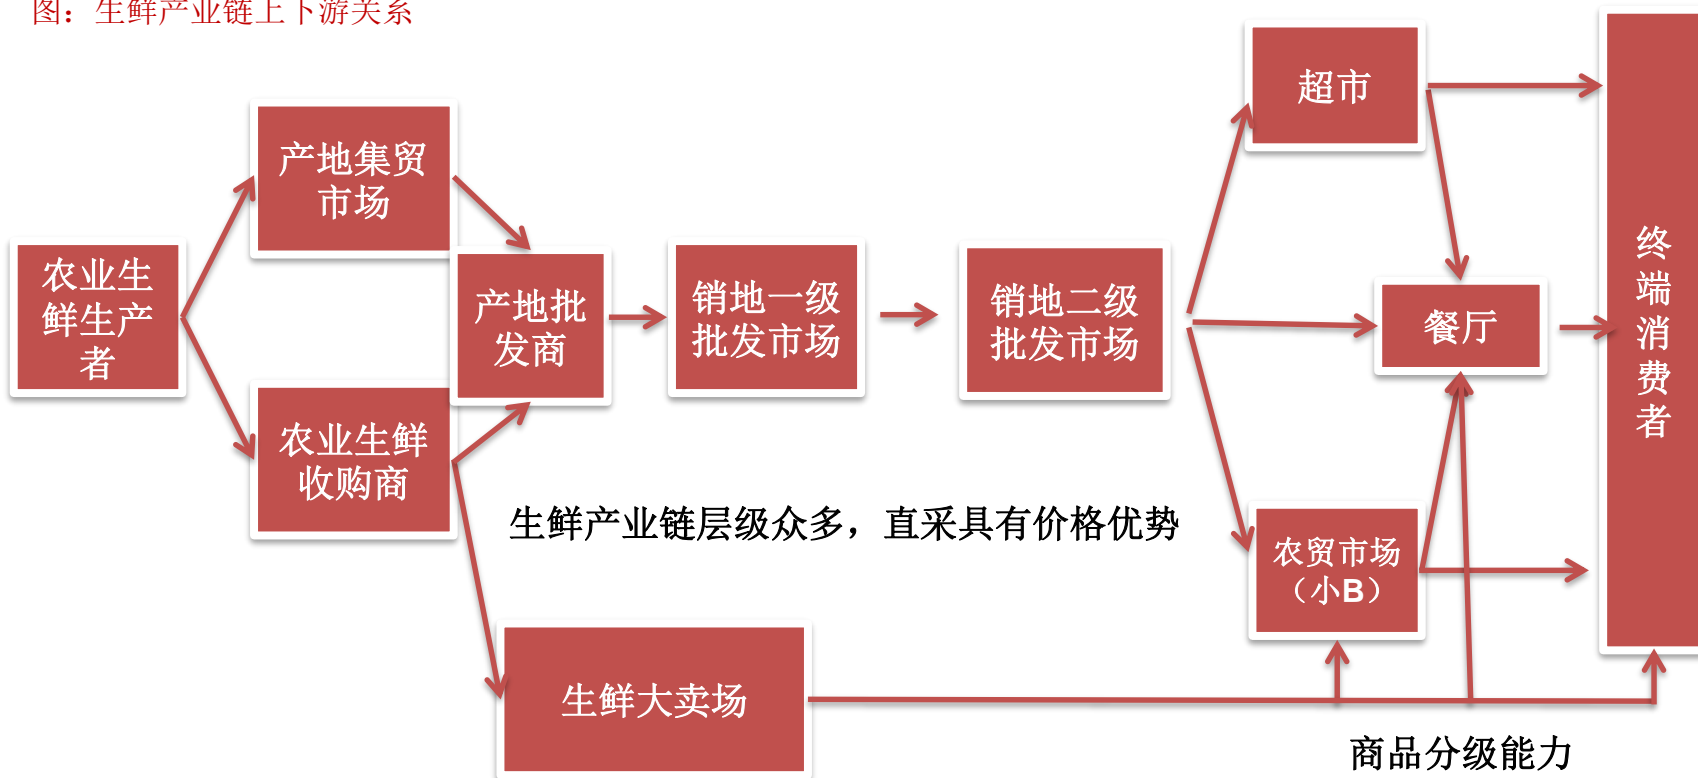 图：生鲜产业链上下游关系
超市
产地集贸
市场
农业生
鲜生产
者
产地批
发商
销地一级
批发市场
销地二级
批发市场
餐厅
终
端
消
费
者
农业生鲜
收购商
生鲜产业链层级众多，直采具有价格优势
农贸市场
（小B）
生鲜大卖场
商品分级能力